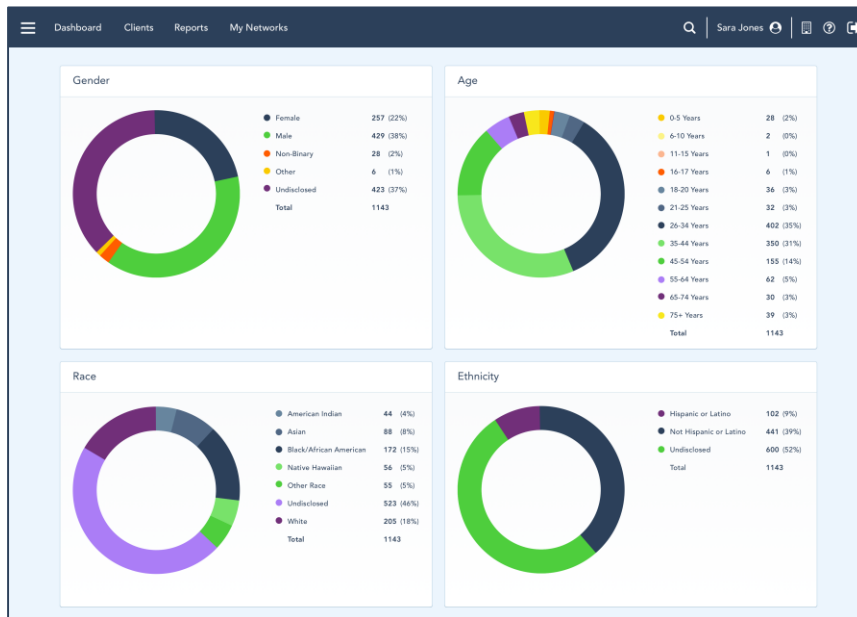 Dashboard Clients Reports My Networks Sara Jones
Gender
Female 257 (22%)
Male 429 (38%)
Non-Binary 28 (2%)
Other 6 (1%)
Undisclosed 423 (37%)
Total 1143
Age
0-5 Years 28 (2%)
6-10 Years 2 (0%)
11-15 Years 1 (0%)
16-17 Years 6 (1%)
18-20 Years 36 (3%)
21-25 Years 32 (3%)
26-34 Years 402 (35%)
35-44 Years 350 (31%)
45-54 Years 155 (14%)
55-64 Years 62 (5%)
65-74 Years 30 (3%)
75+ Years 39 (3%)
Total 1143
Race
American Indian 44 (4%)
Asian 88 (8%)
Black/African American 172 (15%)
Native Hawaiian 56 (5%)
Other Race 55 (5%)
Undisclosed 523 (46%)
White 205 (18%)
Total 1143
Ethnicity
Hispanic or Latino 102 (9%)
Not Hispanic or Latino 441 (39%)
Undisclosed 600 (52%)
Total 1143